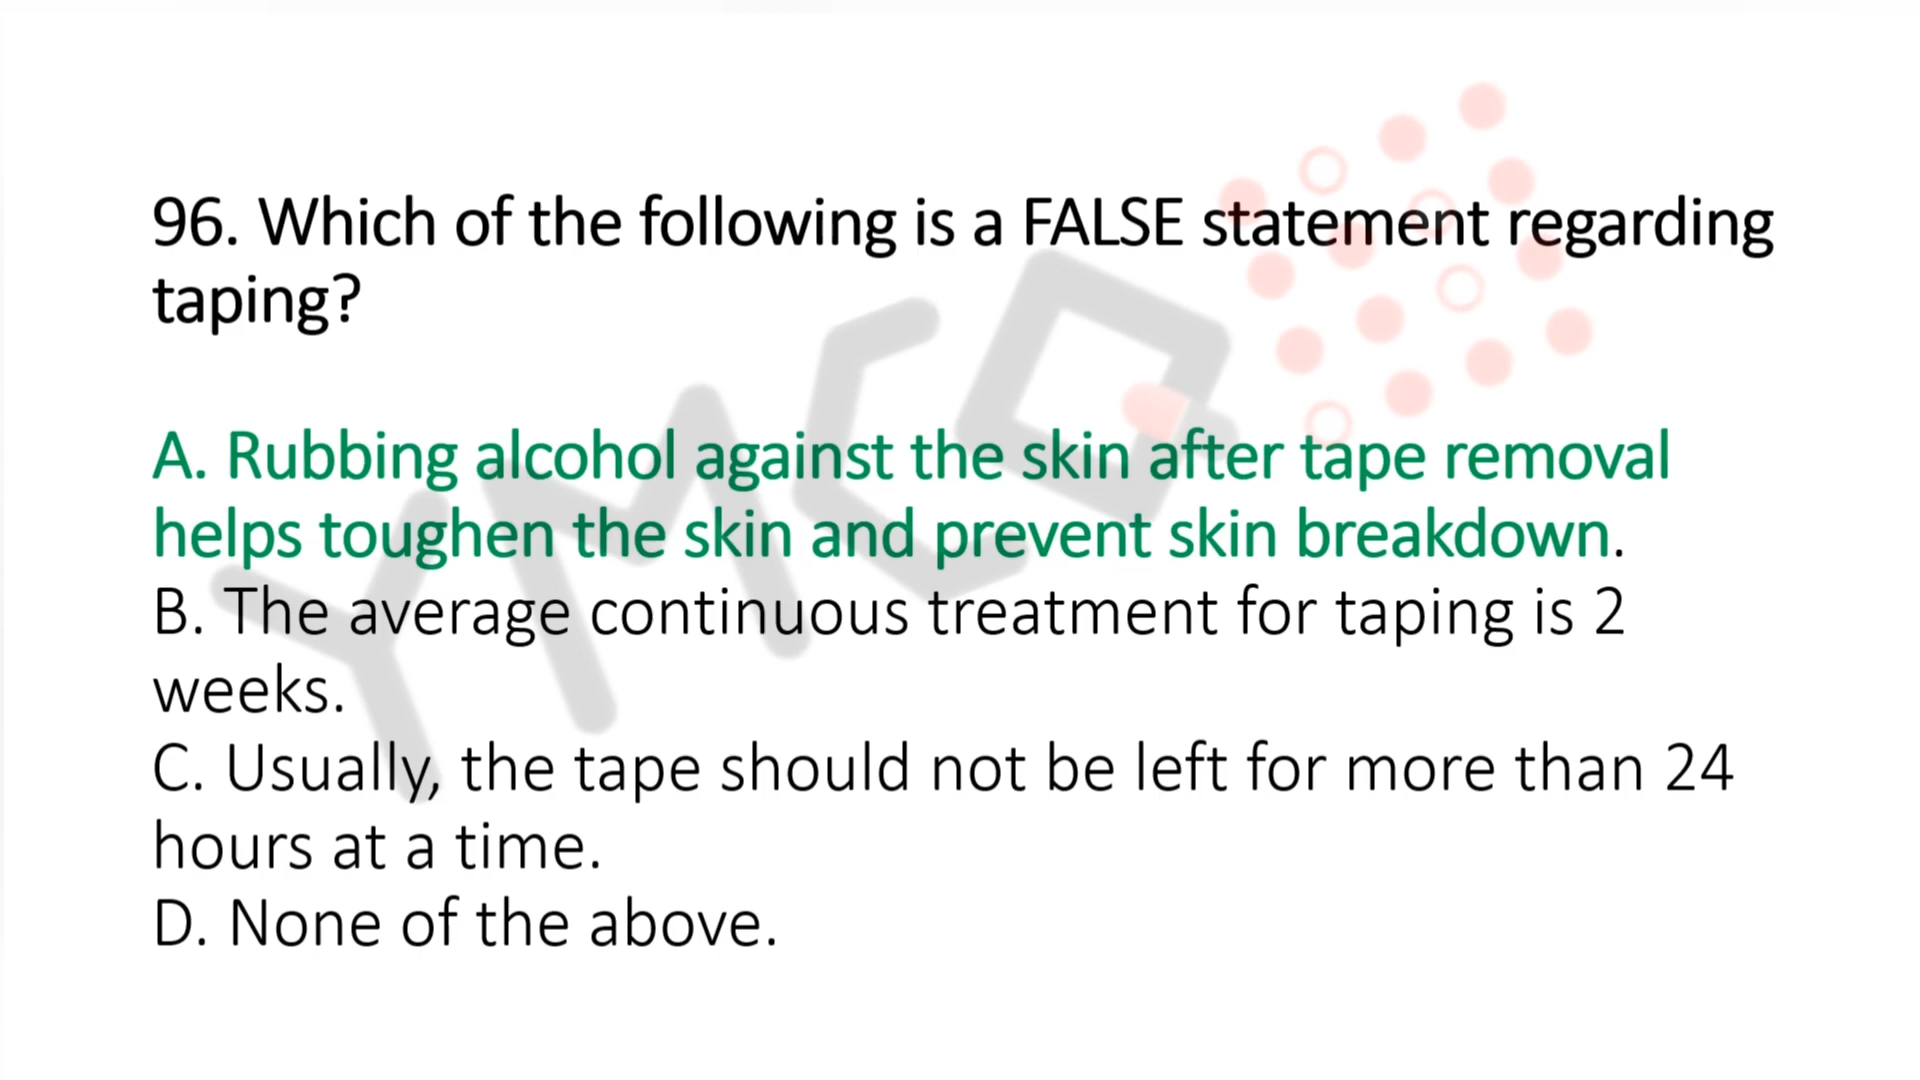 96. Which of the following is a FALSE statement regarding
taping?
A. Rubbing alcohol against the skin after tape removal
helps toughen the skin and prevent skin breakdown.
B. The average continuous treatment for taping is 2
weeks.
C. Usually, the tape should not be left for more than 24
hours at a time.
D. None of the above.
YMCQ